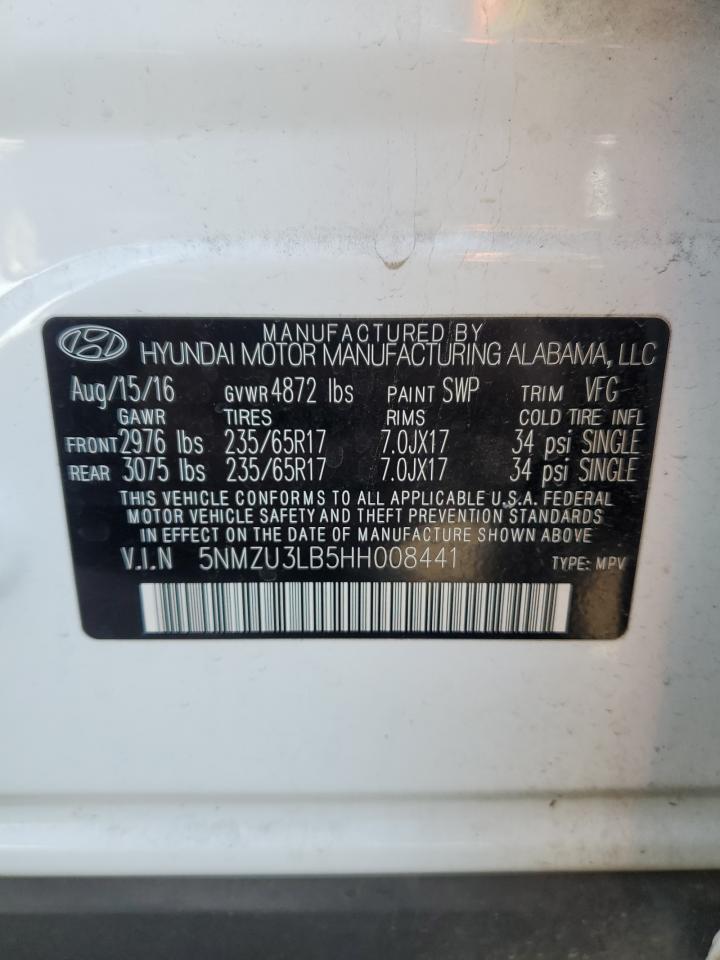 MANUFACTURED BY
HYUNDAI MOTOR MANUFACTURING ALABAMA, LLC
Aug/15/16 GVWR 4872 lbs PAINT SWP TRIM VFG
GAWR TIRES RIMS COLD TIRE INFL
FRONT 2976 lbs 235/65R17 7.0JX17 34 psi SINGLE
REAR 3075 lbs 235/65R17 7.0JX17 34 psi SINGLE
THIS VEHICLE CONFORMS TO ALL APPLICABLE U.S.A. FEDERAL
MOTOR VEHICLE SAFETY AND THEFT PREVENTION STANDARDS
IN EFFECT ON THE DATE OF MANUFACTURE SHOWN ABOVE
V.I.N 5NMZU3LB5HH008441 TYPE: MPV